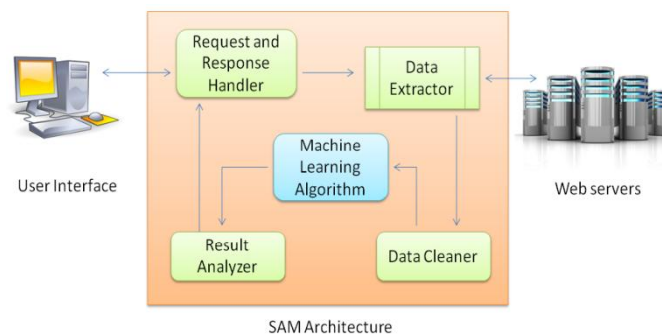 Request and
Response
Handler
Data
Extractor
Machine
Learning
Algorithm
User Interface
Web servers
Result
Analyzer
Data Cleaner
SAM Architecture